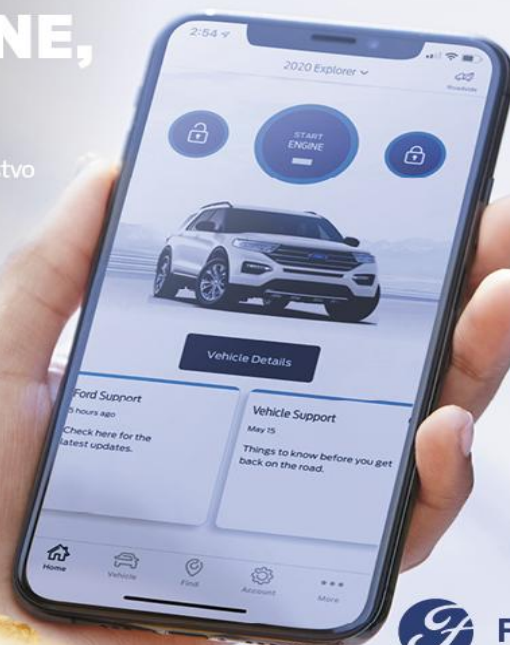 NE,
tvo
2:54
2020 Explorer
Roadside
START
ENGINE
Vehicle Details
Ford Support
5 hours ago
Check here for the
latest updates.
Vehicle Support
May 15
Things to know before you get
back on the road.
Home
Vehicle
Find
Account
More
F